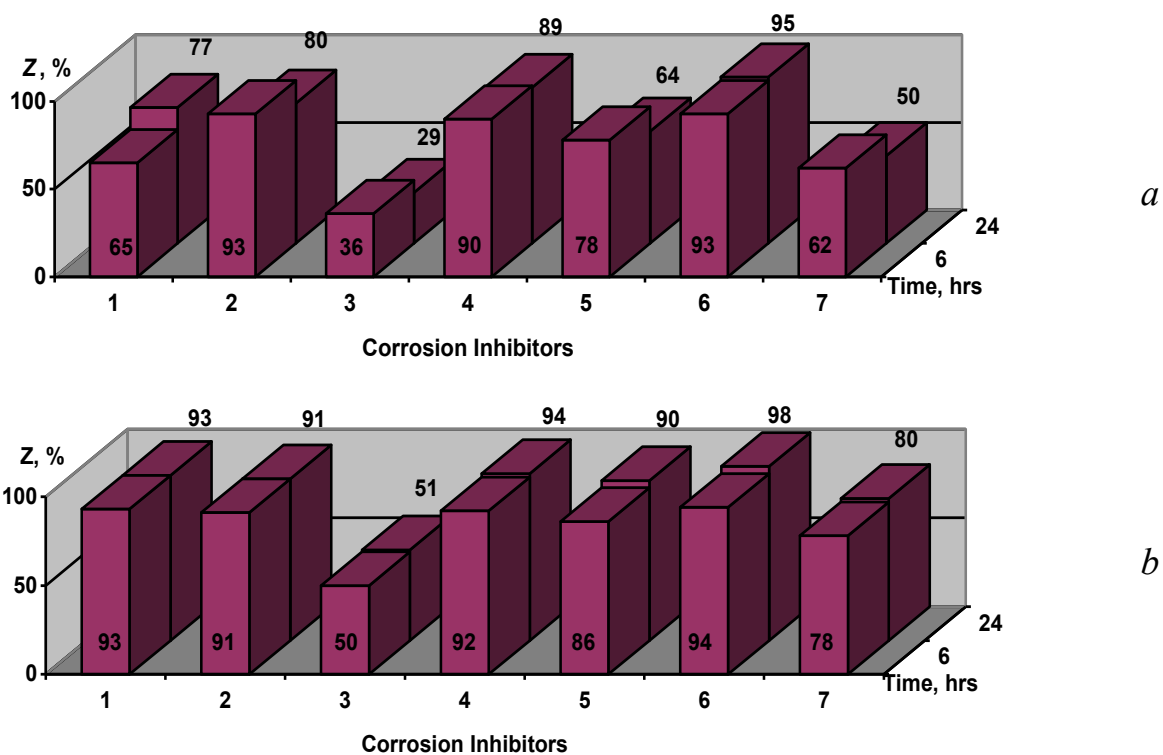 95
89
77 80
Z, %
64
100
50
29
a
50
24
65 93 36 90 78 93 62
6
0
Time, hrs
1 2 3 4 5 6 7
Corrosion Inhibitors
98
93 91 94 90
80
Z, %
51
100
b
50
24
93 91 50 92 86 94 78
6
0
Time, hrs
1 2 3 4 5 6 7
Corrosion Inhibitors